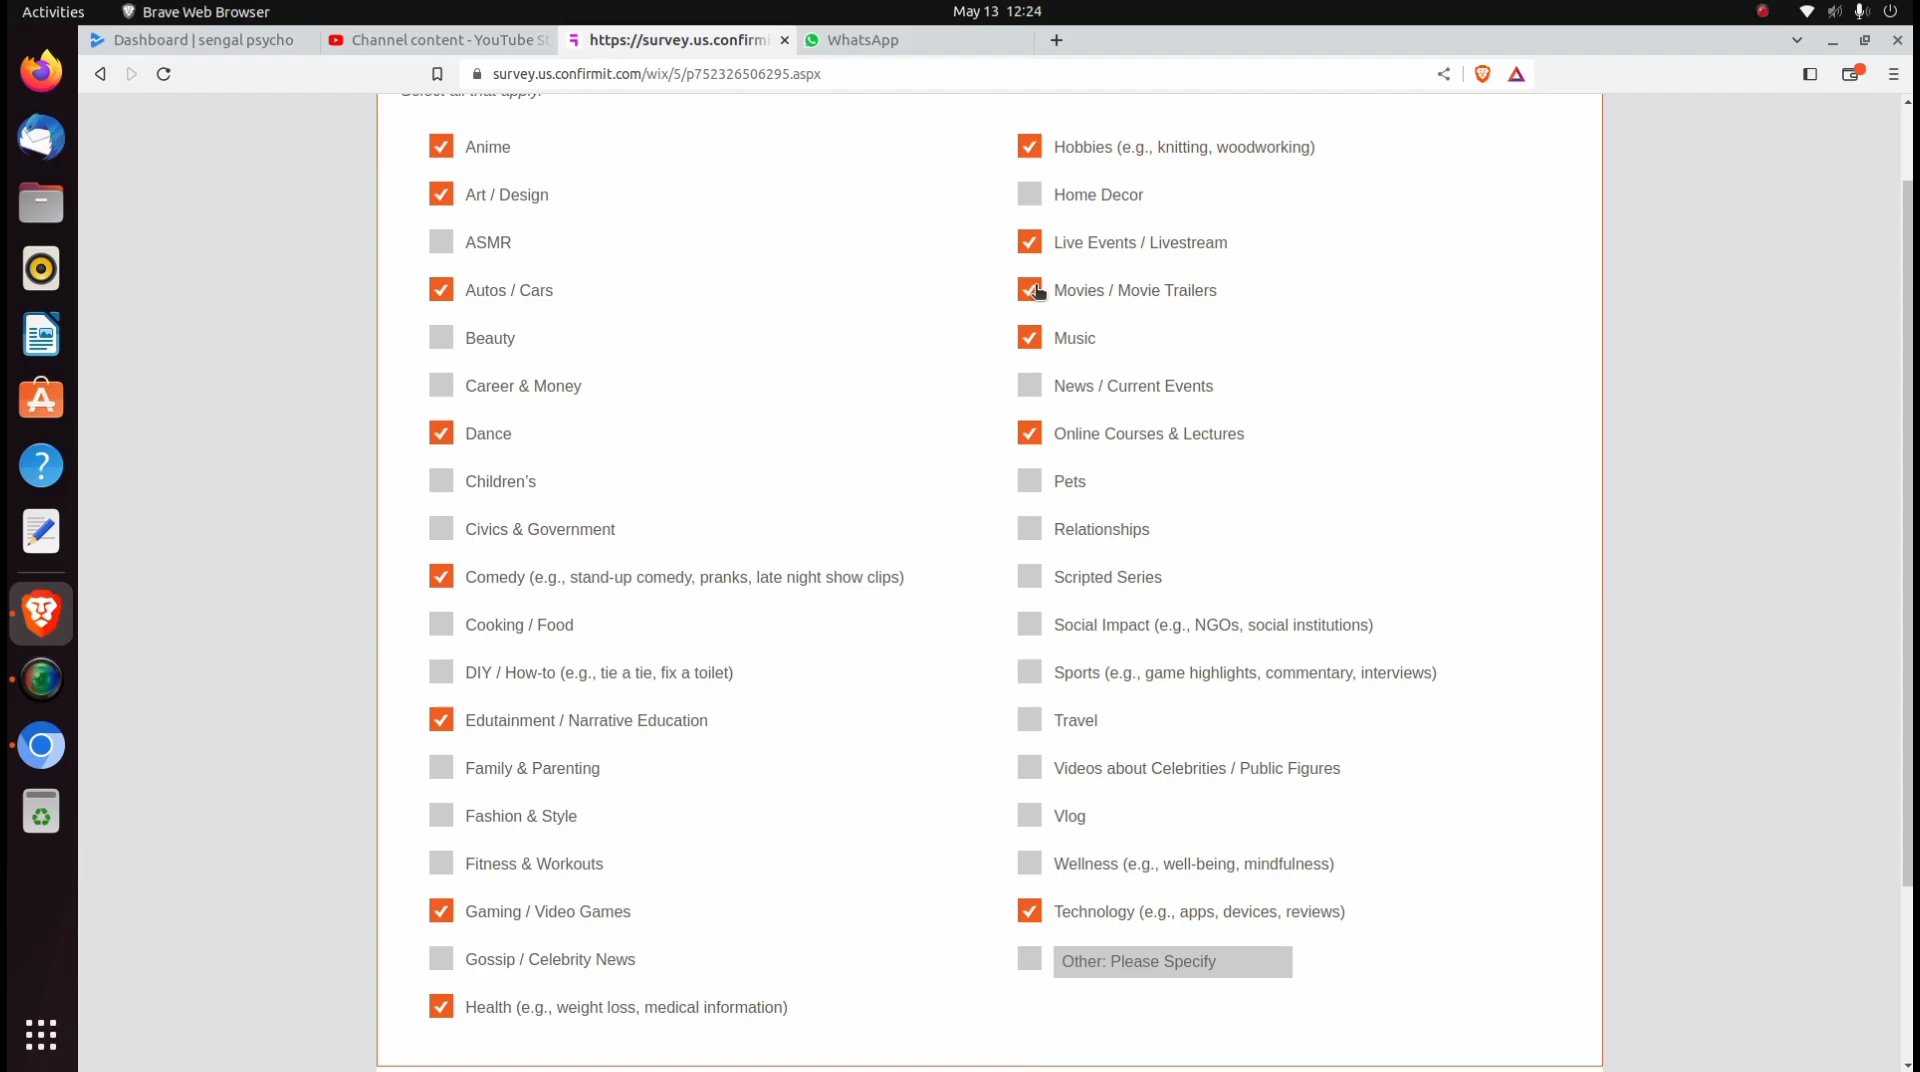 Activities
Brave Web Browser
May 13 12:24
Dashboard | sengal psycho
Channel content - YouTube St
https://survey.us.confirmi
WhatsApp
survey.us.confirmit.com/wix/5/p752326506295.aspx
Select all that apply.
Anime
Art / Design
ASMR
Autos / Cars
Beauty
Career & Money
Dance
Children's
Civics & Government
Comedy (e.g., stand-up comedy, pranks, late night show clips)
Cooking / Food
DIY / How-to (e.g., tie a tie, fix a toilet)
Edutainment / Narrative Education
Family & Parenting
Fashion & Style
Fitness & Workouts
Gaming / Video Games
Gossip / Celebrity News
Health (e.g., weight loss, medical information)
Hobbies (e.g., knitting, woodworking)
Home Decor
Live Events / Livestream
Movies / Movie Trailers
Music
News / Current Events
Online Courses & Lectures
Pets
Relationships
Scripted Series
Social Impact (e.g., NGOs, social institutions)
Sports (e.g., game highlights, commentary, interviews)
Travel
Videos about Celebrities / Public Figures
Vlog
Wellness (e.g., well-being, mindfulness)
Technology (e.g., apps, devices, reviews)
Other: Please Specify